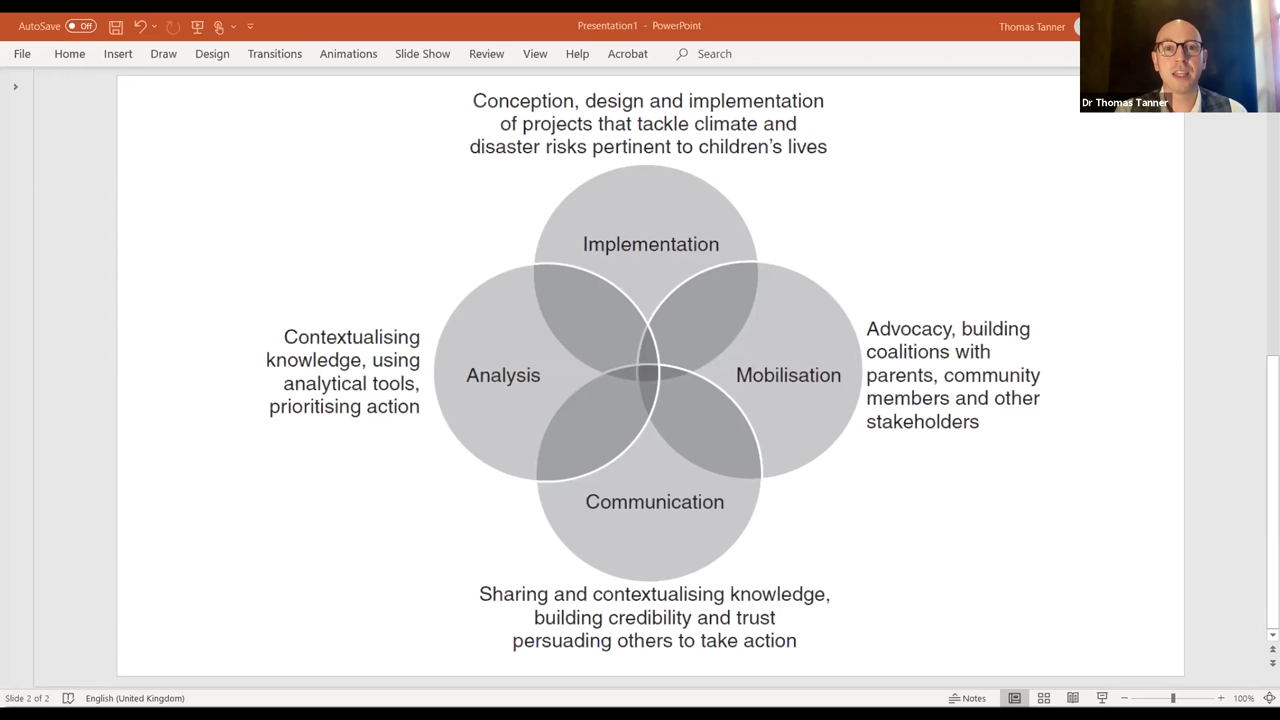 AutoSave Off
Presentation1 - PowerPoint
Thomas Tanner
File Home Insert Draw Design Transitions Animations Slide Show Review View Help Acrobat Search
Dr Thomas Tanner
Conception, design and implementation
of projects that tackle climate and
disaster risks pertinent to children's lives
Implementation
Contextualising
knowledge, using
analytical tools,
prioritising action
Analysis
Mobilisation
Advocacy, building
coalitions with
parents, community
members and other
stakeholders
Communication
Sharing and contextualising knowledge,
building credibility and trust
persuading others to take action
Slide 2 of 2 English (United Kingdom) Notes 100%